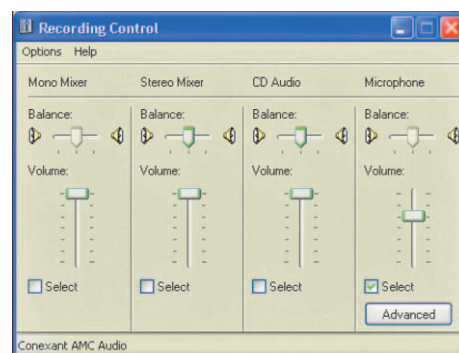 Recording Control
Options Help
Mono Mixer Stereo Mixer CD Audio Microphone
Balance: Balance: Balance: Balance:
Volume: Volume: Volume: Volume:
Select Select Select Select
Advanced
Conexant AMC Audio